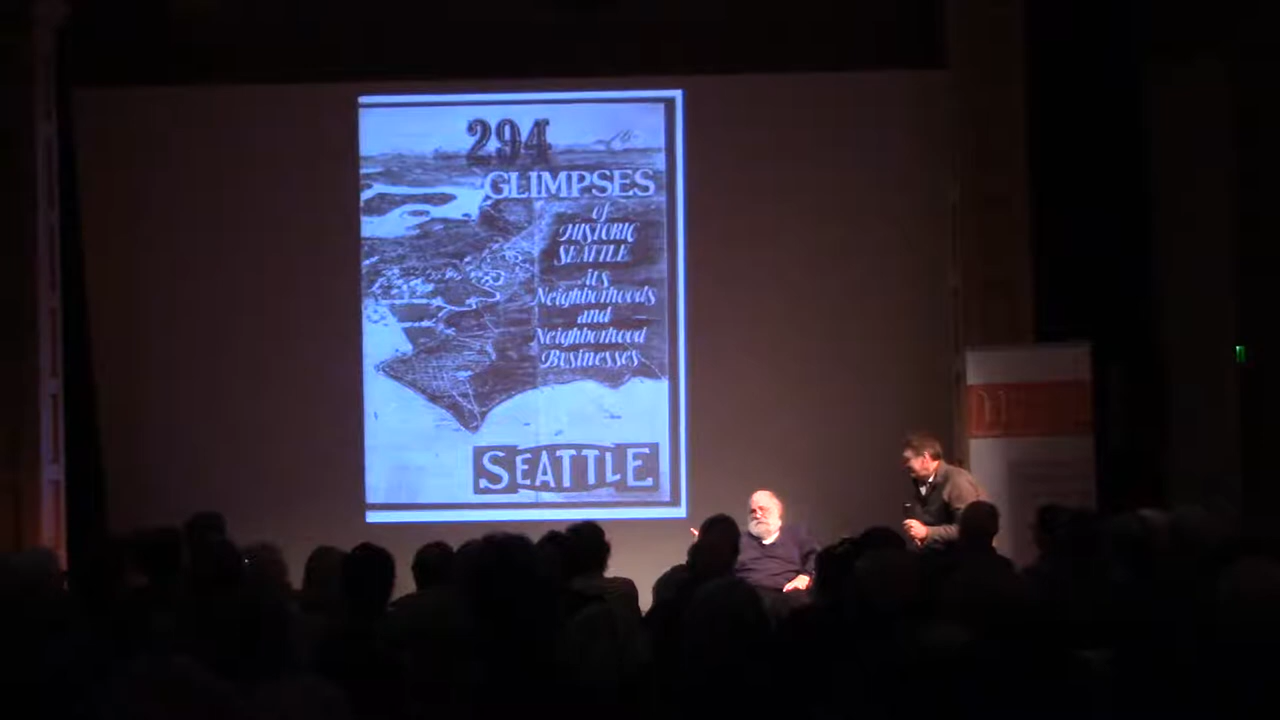 294
GLIMPSES
of
HISTORIC
SEATTLE
its
Neighborhoods
and
Neighborhood
Businesses
SEATTLE